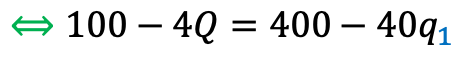 ⟺ 100 − 4Q = 400 − 40q₁